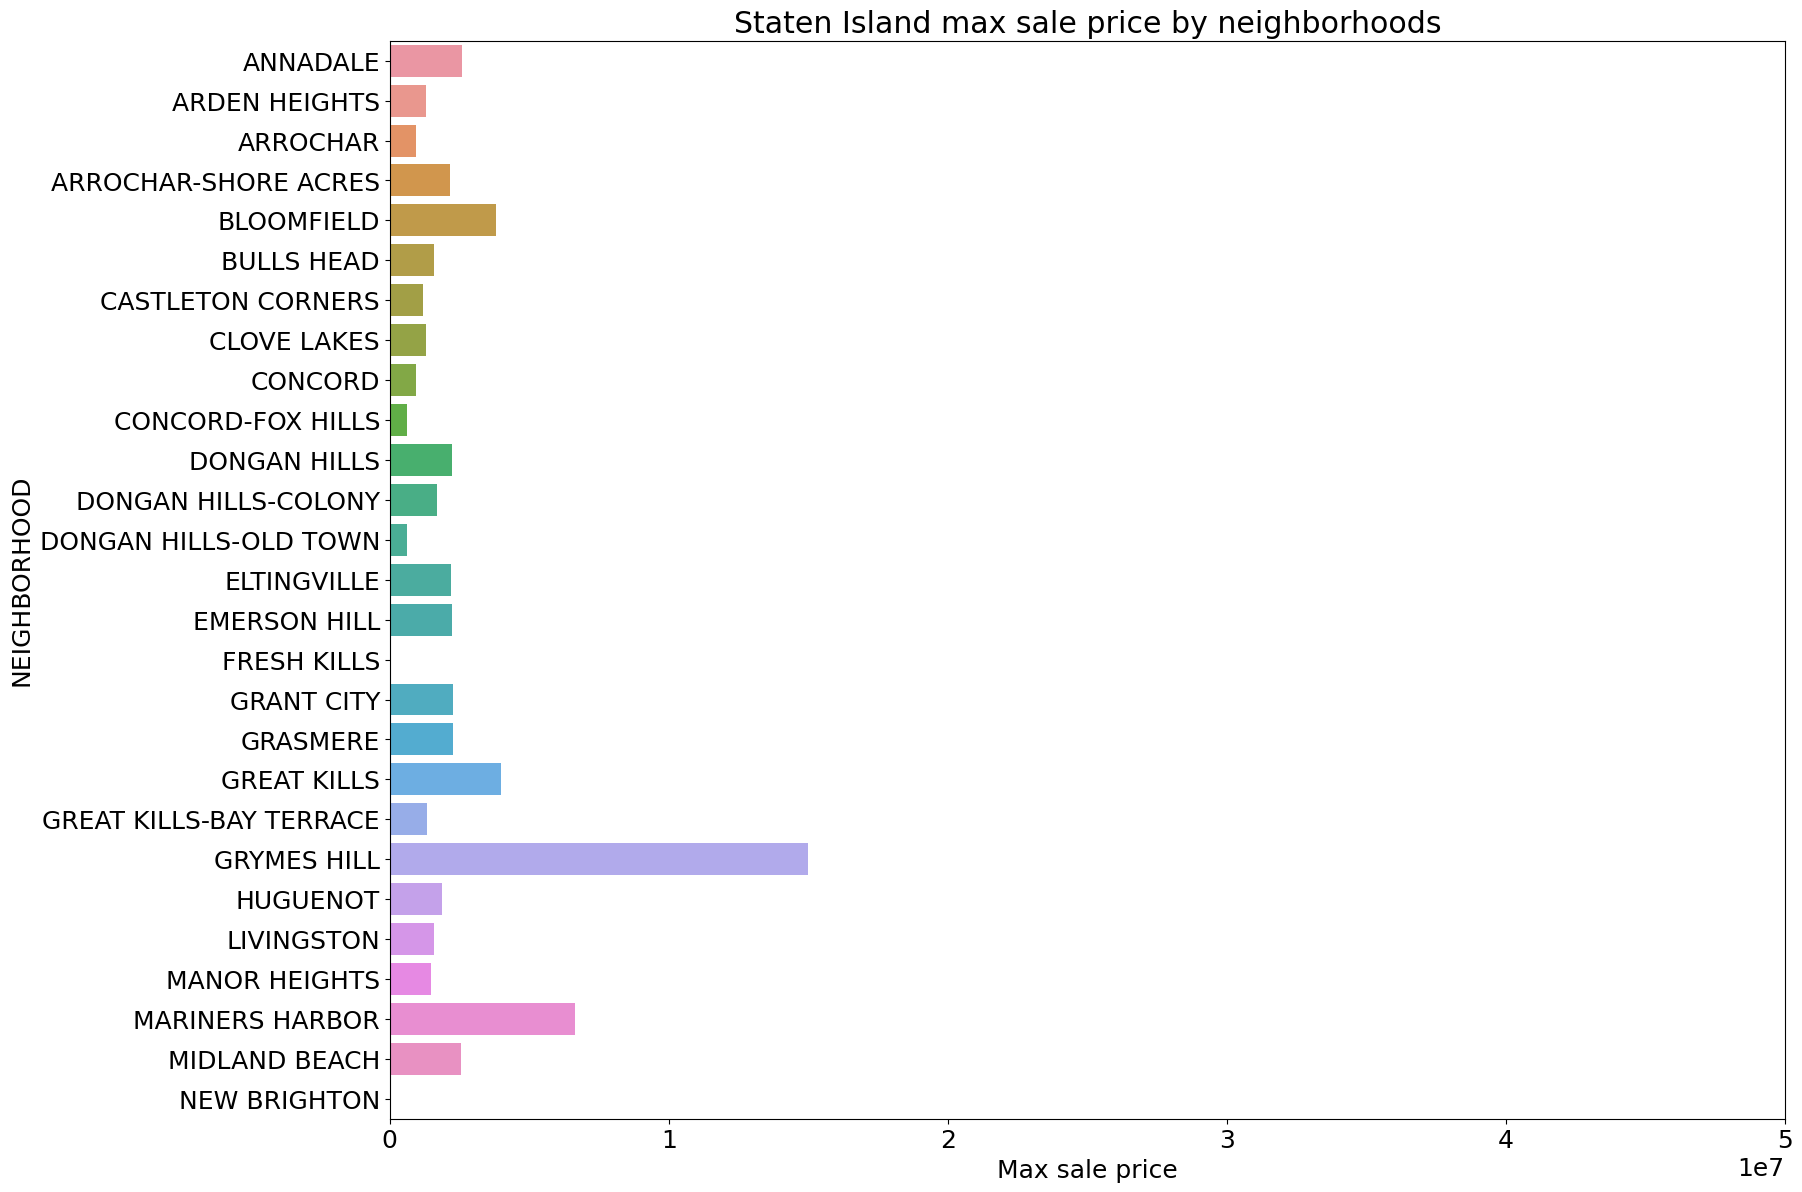 Staten Island max sale price by neighborhoods
NEIGHBORHOOD
ANNADALE
ARDEN HEIGHTS
ARROCHAR
ARROCHAR-SHORE ACRES
BLOOMFIELD
BULLS HEAD
CASTLETON CORNERS
CLOVE LAKES
CONCORD
CONCORD-FOX HILLS
DONGAN HILLS
DONGAN HILLS-COLONY
DONGAN HILLS-OLD TOWN
ELTINGVILLE
EMERSON HILL
FRESH KILLS
GRANT CITY
GRASMERE
GREAT KILLS
GREAT KILLS-BAY TERRACE
GRYMES HILL
HUGUENOT
LIVINGSTON
MANOR HEIGHTS
MARINERS HARBOR
MIDLAND BEACH
NEW BRIGHTON
0 1 2 3 4 5
Max sale price
1e7